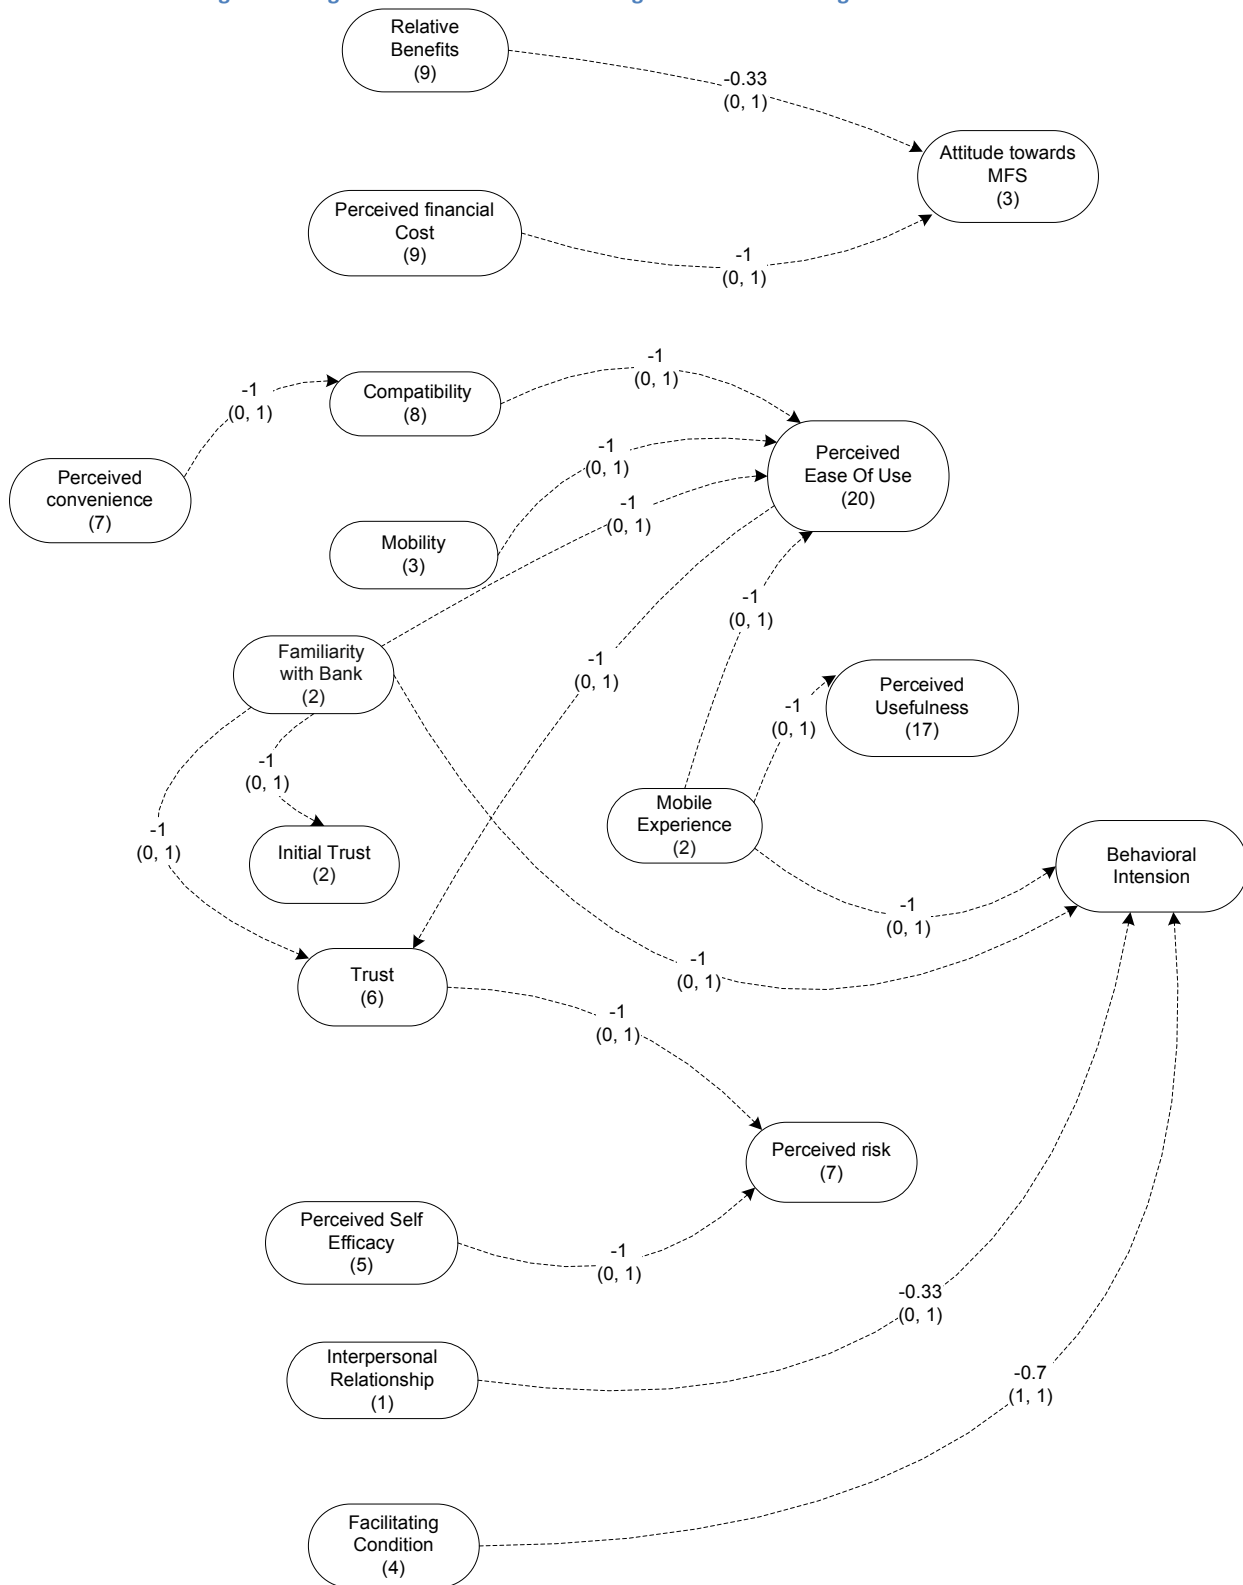 Relative
Benefits
(9)
-0.33
(0, 1)
Attitude towards
MFS
(3)
Perceived financial
Cost
(9)
-1
(0, 1)
-1
(0, 1)
Compatibility
(8)
-1
(0, 1)
Perceived
convenience
(7)
-1
(0, 1)
Perceived
Ease Of Use
(20)
-1
(0, 1)
Mobility
(3)
-1
(0, 1)
Familiarity
with Bank
(2)
-1
(0, 1)
Perceived
Usefulness
(17)
-1
(0, 1)
-1
(0, 1)
Mobile
Experience
(2)
-1
(0, 1)
Initial Trust
(2)
Behavioral
Intension
-1
(0, 1)
-1
(0, 1)
Trust
(6)
-1
(0, 1)
Perceived risk
(7)
Perceived Self
Efficacy
(5)
-1
(0, 1)
-0.33
(0, 1)
Interpersonal
Relationship
(1)
-0.7
(1, 1)
Facilitating
Condition
(4)